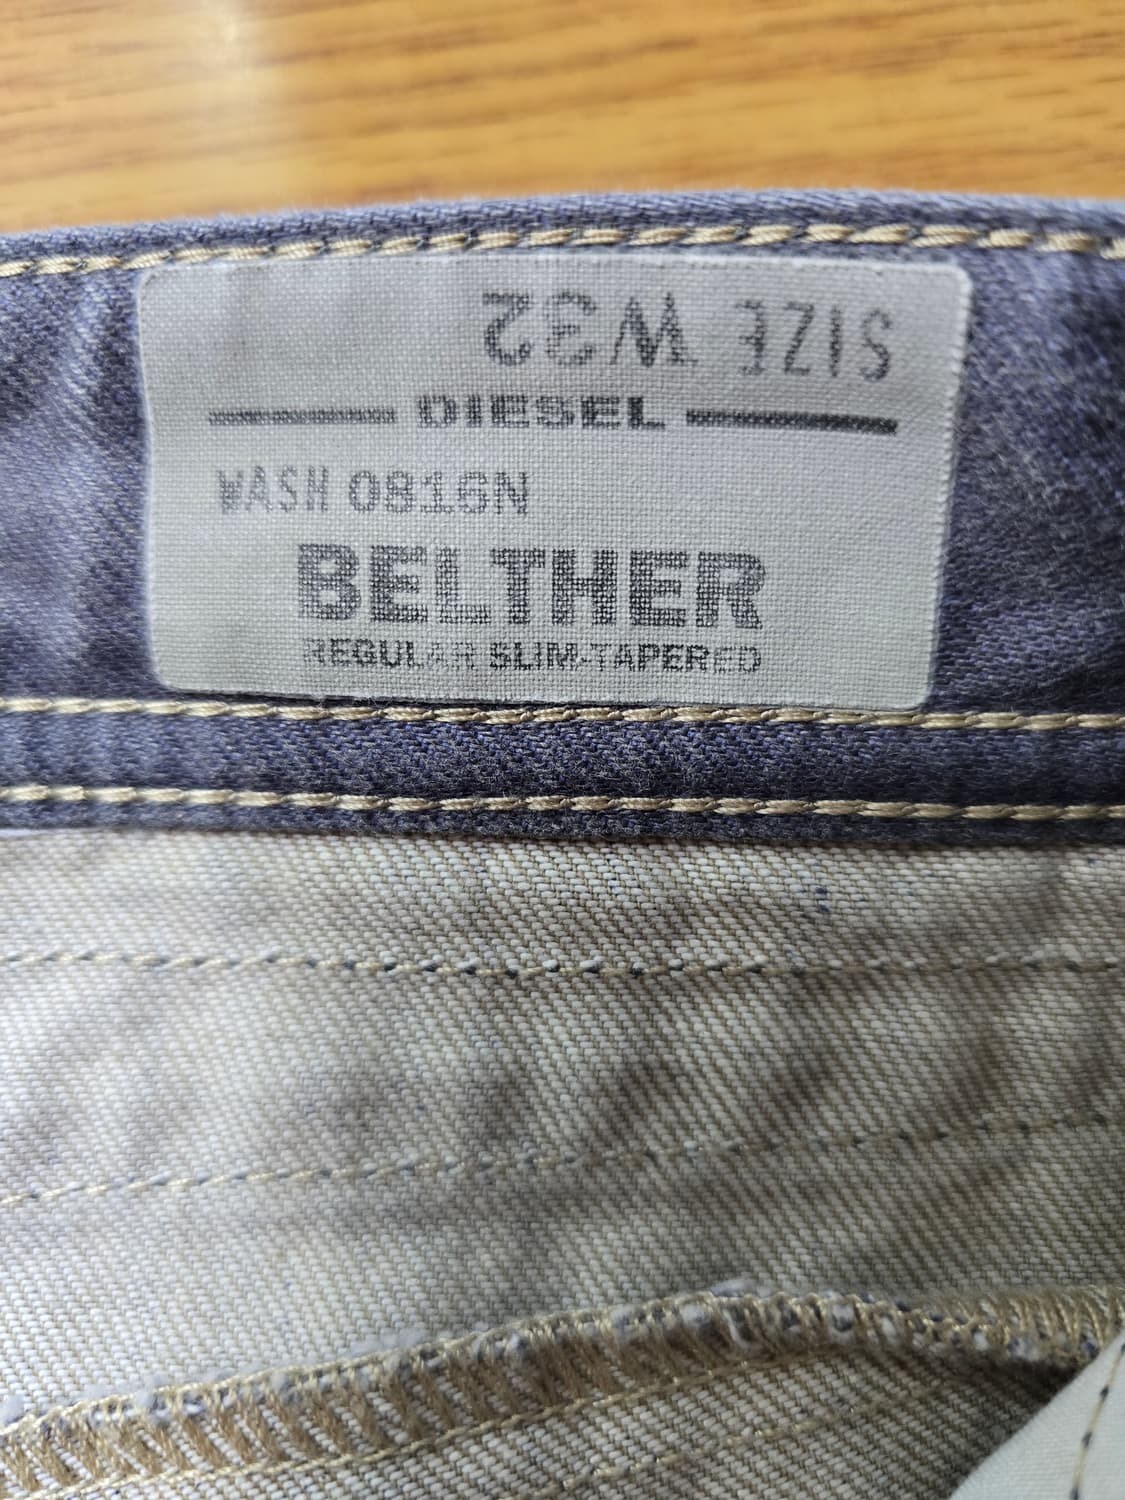 SIZE W32
DIESEL
WASH 0816N
BELTHER
REGULAR SLIM-TAPERED